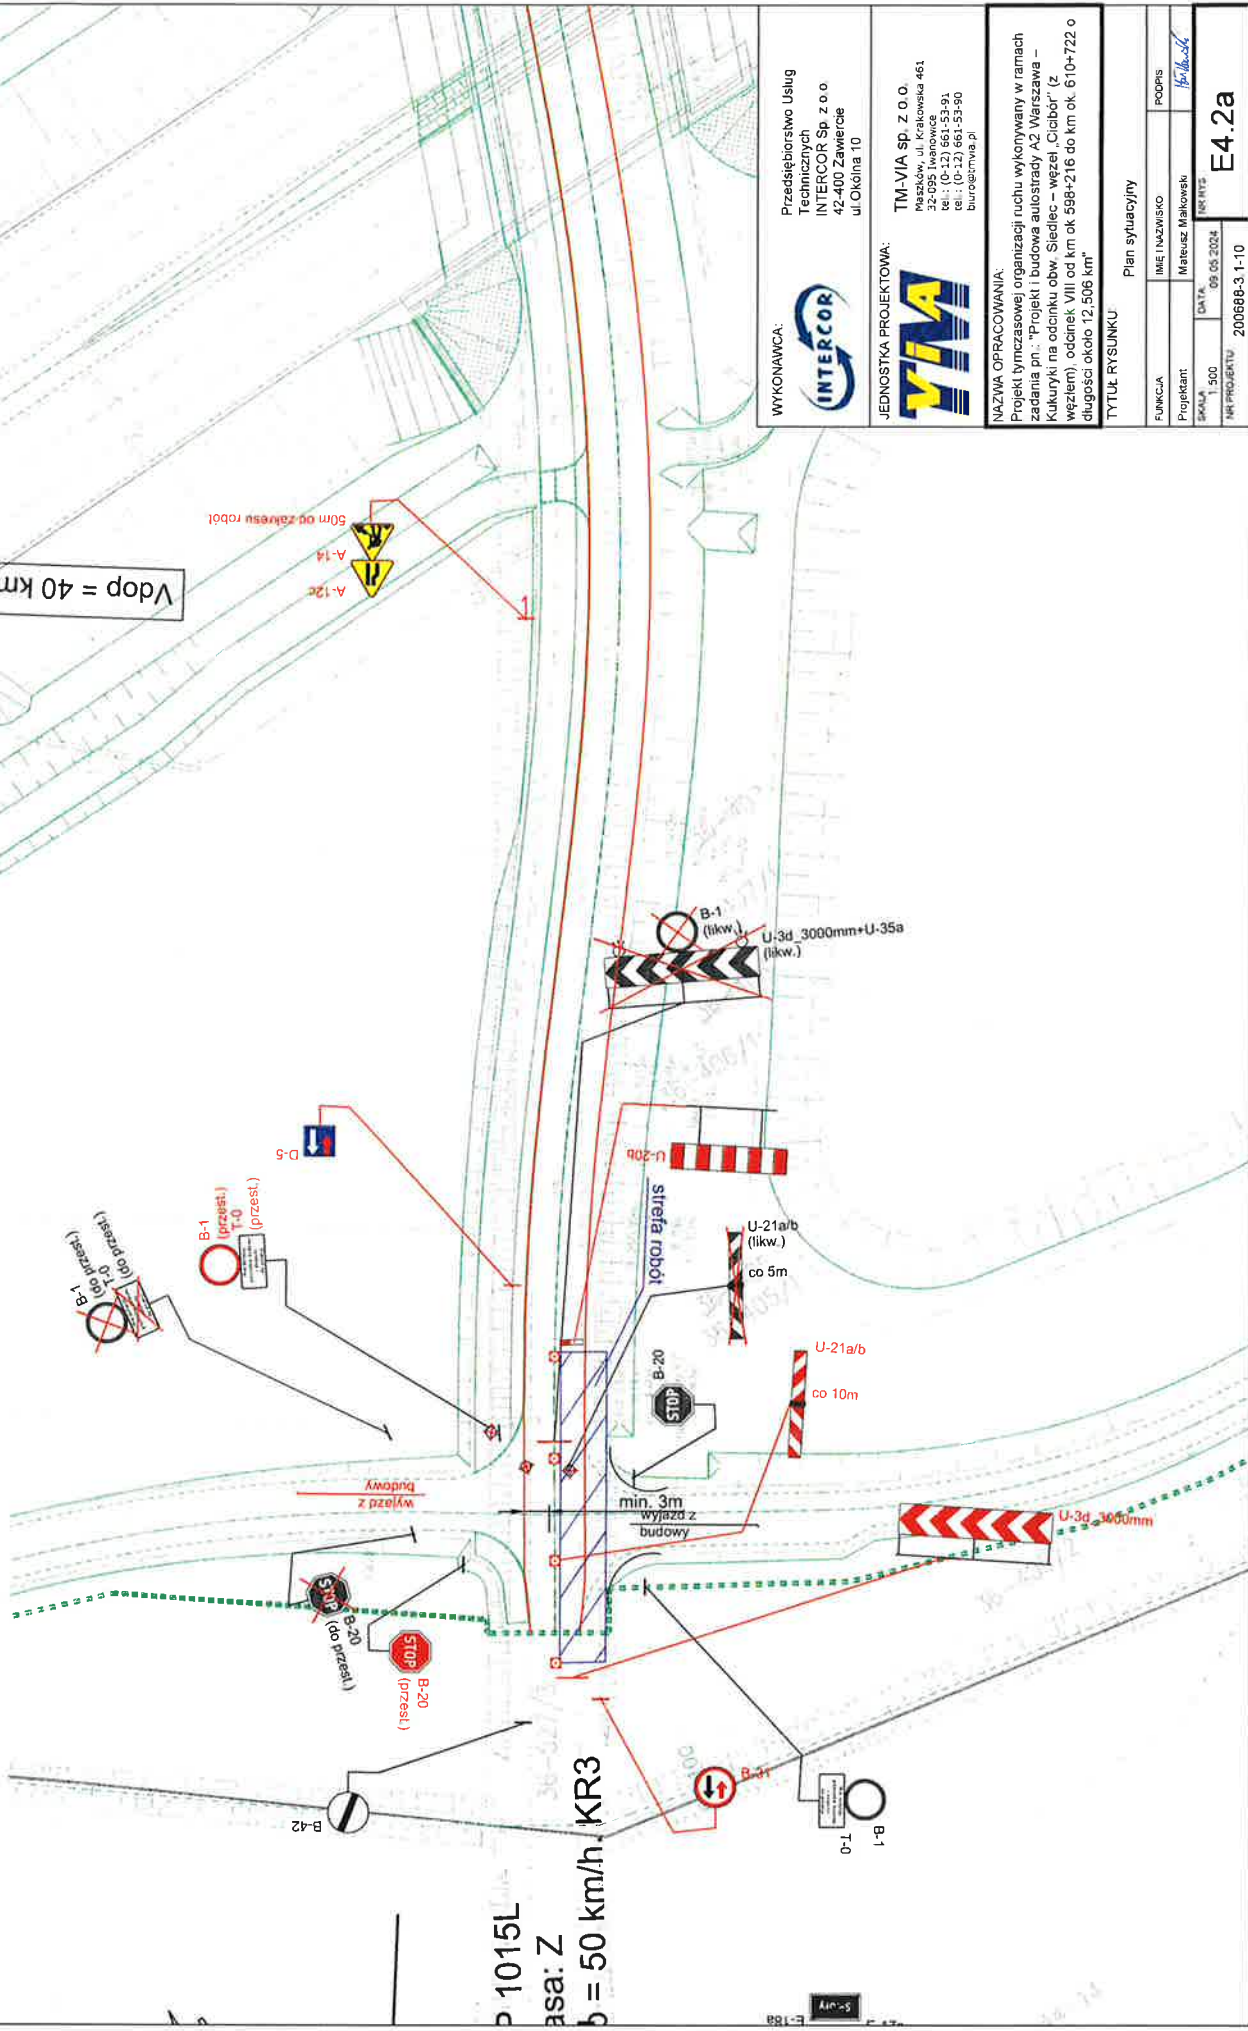 Vdop = 40 km
50m od zakresu robót
A-14
A-12c
B-1
(likw.)
U-3d_3000mm+U-35a
(likw.)
D-5
B-1
(do przest.)
T-0
(do przest.)
B-1
(przest.)
T-0
(przest.)
U-20b
strefa robót
U-21a/b
(likw.)
co 5m
B-20
STOP
U-21a/b
co 10m
wyjazd z
budowy
min. 3m
wyjazd z
budowy
U-3d_3000mm
STOP
B-20
(do przest.)
STOP
B-20
(przest.)
B-42
B-31
T-0
B-1
P 1015L
asa: Z
= 50 km/h, KR3
E-18a
WYKONAWCA:
INTERCOR
Przedsiębiorstwo Usług
Technicznych
INTERCOR Sp. z o.o.
42-400 Zawiercie
ul.Okólna 10
JEDNOSTKA PROJEKTOWA:
ViA
TM-VIA sp. z o.o.
Maszków, ul. Krakowska 461
32-095 Iwanowice
tel.: (0-12) 661-53-91
tel.: (0-12) 661-53-90
biuro@tmvia.pl
NAZWA OPRACOWANIA:
Projekt tymczasowej organizacji ruchu wykonywany w ramach
zadania pn.: "Projekt i budowa autostrady A2 Warszawa –
Kukuryki na odcinku obw. Siedlec – węzeł „Cicibór” (z
węzłem), odcinek VIII od km ok 598+216 do km ok. 610+722 o
długości około 12,506 km"
TYTUŁ RYSUNKU:
Plan sytuacyjny
FUNKCJA
IMIĘ I NAZWISKO
PODPIS
Projektant
Mateusz Małkowski
SKALA
1:500
DATA:
09.05.2024
NR RYS.
E4.2a
NR PROJEKTU
200688-3.1-10